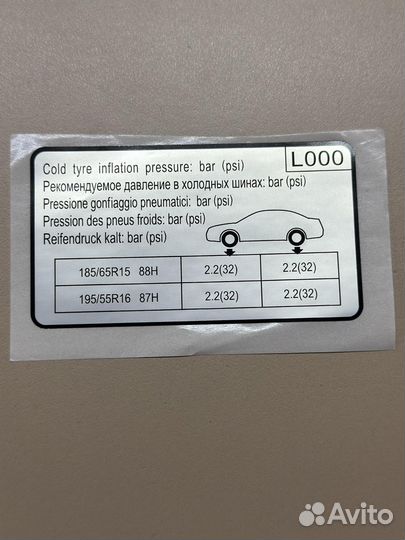 L000
Cold tyre inflation pressure: bar (psi)
Рекомендуемое давление в холодных шинах: bar (psi)
Pressione gonfiaggio pneumatici: bar (psi)
Pression des pneus froids: bar (psi)
Reifendruck kalt: bar (psi)
185/65R15 88H 2.2(32) 2.2(32)
195/55R16 87H 2.2(32) 2.2(32)
Avito